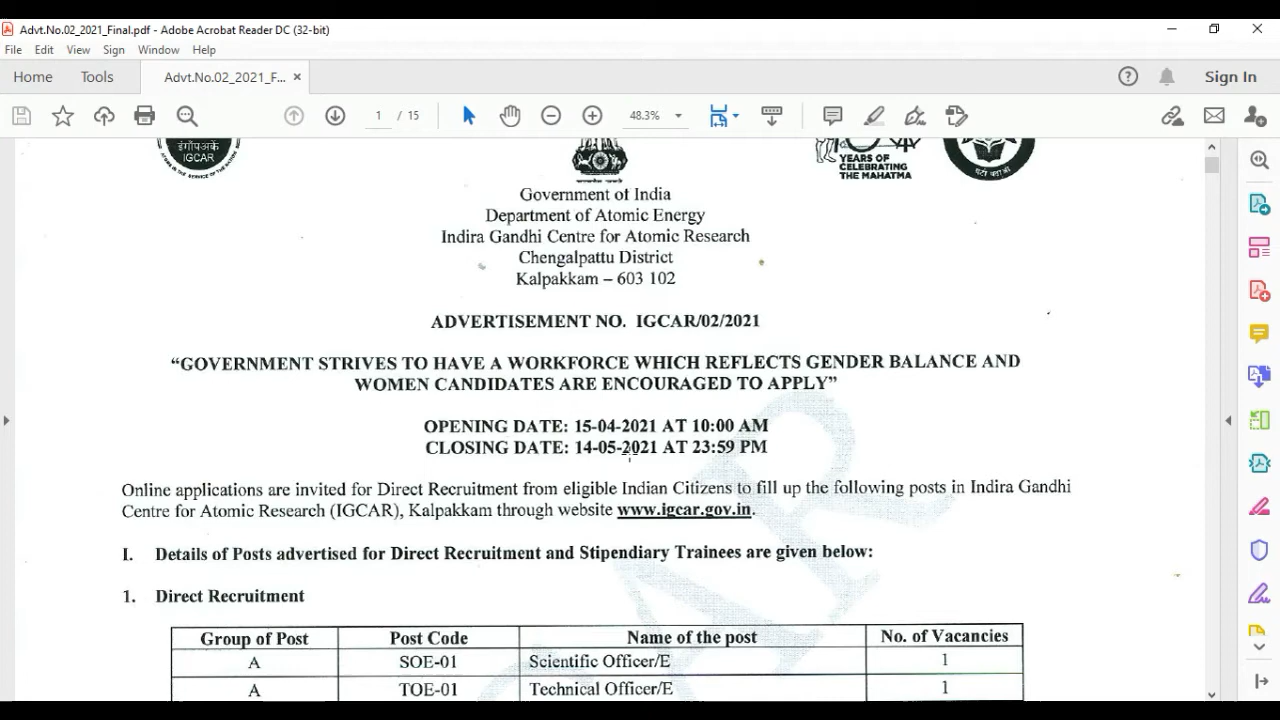 Advt.No.02_2021_Final.pdf - Adobe Acrobat Reader DC (32-bit)
File Edit View Sign Window Help
Home Tools Advt.No.02_2021_F... × Sign In
1 / 15 48.3%
इंगाँपअकें
IGCAR
YEARS OF
CELEBRATING
THE MAHATMA
Government of India
Department of Atomic Energy
Indira Gandhi Centre for Atomic Research
Chengalpattu District
Kalpakkam – 603 102
ADVERTISEMENT NO. IGCAR/02/2021
“GOVERNMENT STRIVES TO HAVE A WORKFORCE WHICH REFLECTS GENDER BALANCE AND
WOMEN CANDIDATES ARE ENCOURAGED TO APPLY”
OPENING DATE: 15-04-2021 AT 10:00 AM
CLOSING DATE: 14-05-2021 AT 23:59 PM
Online applications are invited for Direct Recruitment from eligible Indian Citizens to fill up the following posts in Indira Gandhi
Centre for Atomic Research (IGCAR), Kalpakkam through website www.igcar.gov.in.
I. Details of Posts advertised for Direct Recruitment and Stipendiary Trainees are given below:
1. Direct Recruitment
Group of Post Post Code Name of the post No. of Vacancies
A SOE-01 Scientific Officer/E 1
A TOE-01 Technical Officer/E 1